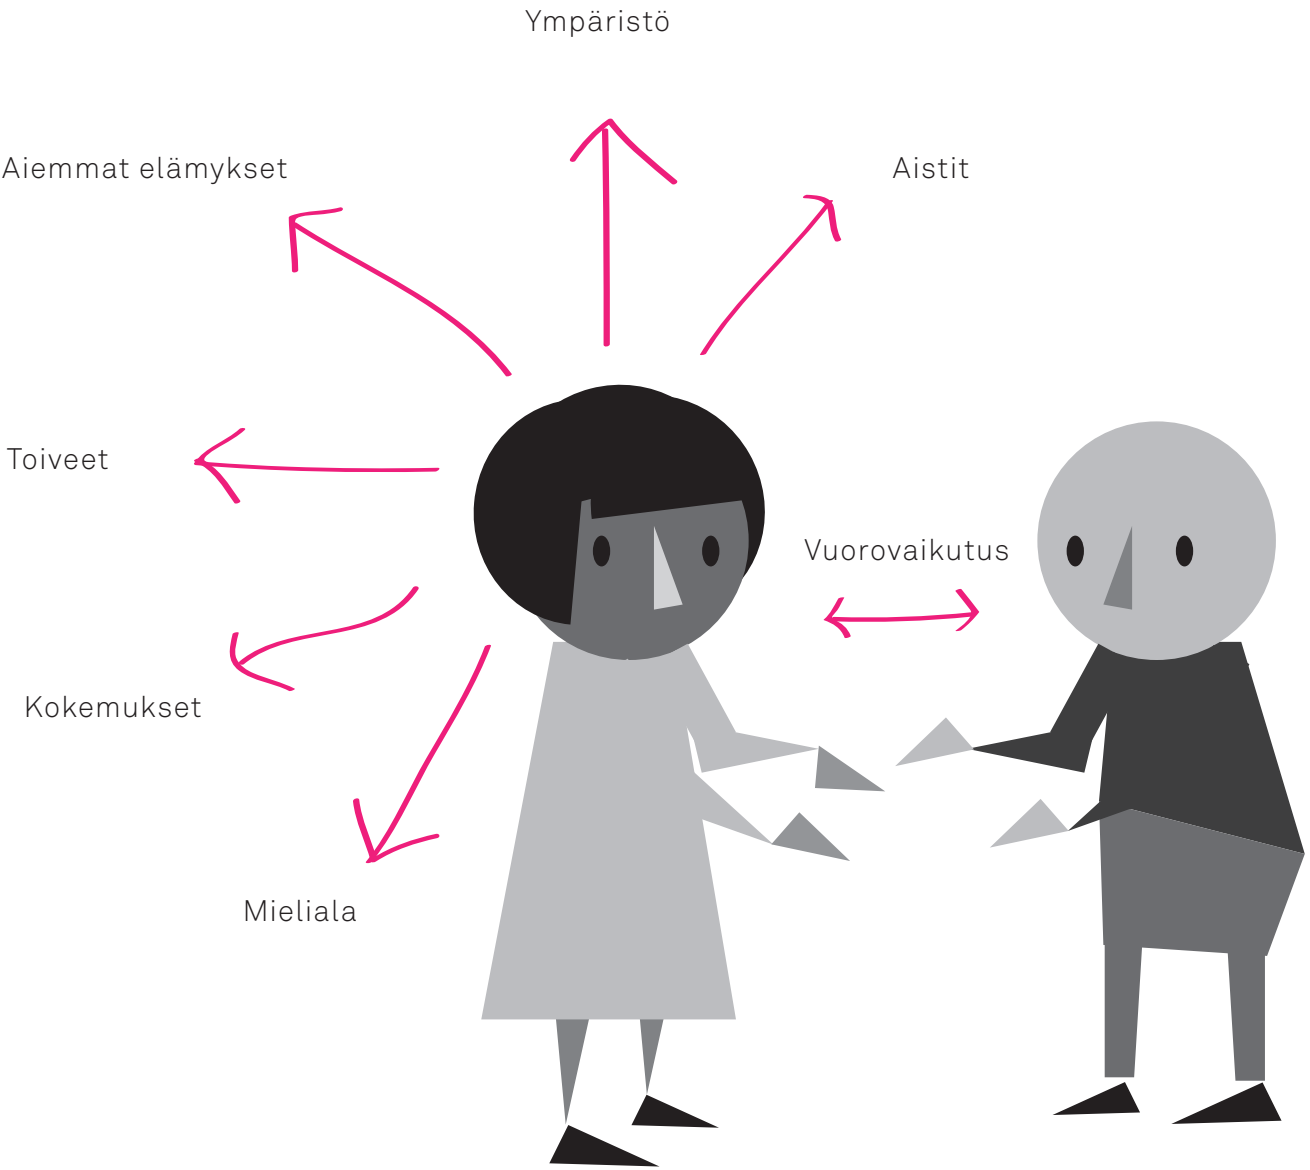 Ympäristö
Aiemmat elämykset
Aistit
Toiveet
Vuorovaikutus
Kokemukset
Mieliala